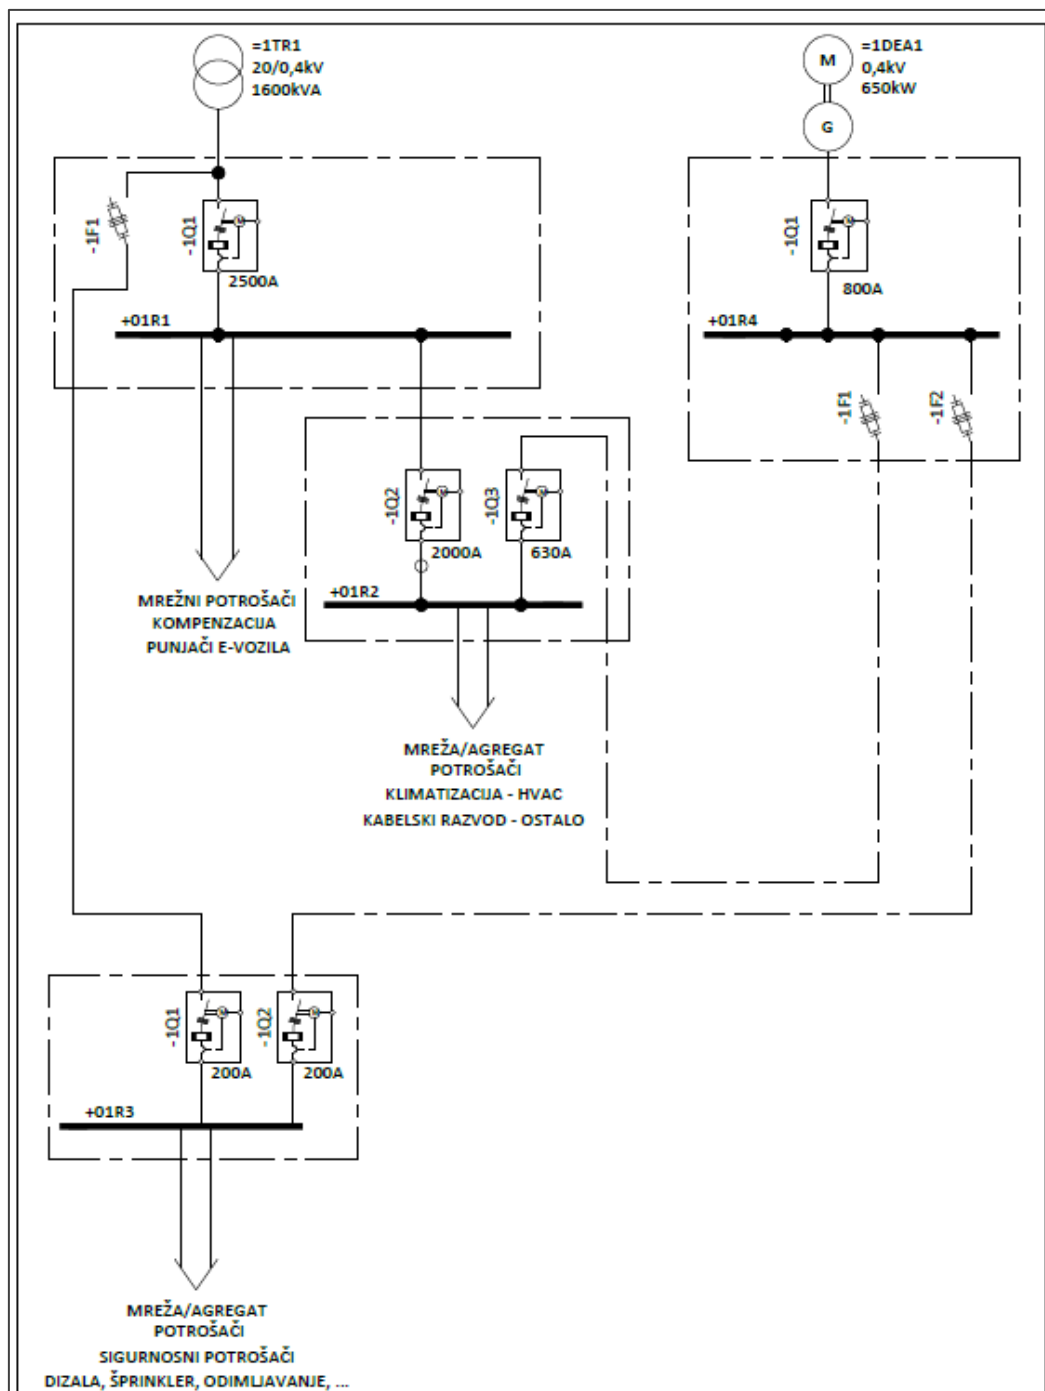 =1TR1
20/0,4kV
1600kVA
M
=1DEA1
0,4kV
650kW
G
-1F1
-1Q1
M
2500A
+01R1
-1Q1
M
800A
+01R4
-1F1
-1F2
-1Q2
M
2000A
-1Q3
M
630A
+01R2
MREŽNI POTROŠAČI
KOMPENZACIJA
PUNJAČI E-VOZILA
MREŽA/AGREGAT
POTROŠAČI
KLIMATIZACIJA - HVAC
KABELSKI RAZVOD - OSTALO
-1Q1
M
200A
-1Q2
M
200A
+01R3
MREŽA/AGREGAT
POTROŠAČI
SIGURNOSNI POTROŠAČI
DIZALA, ŠPRINKLER, ODIMLJAVANJE, ...